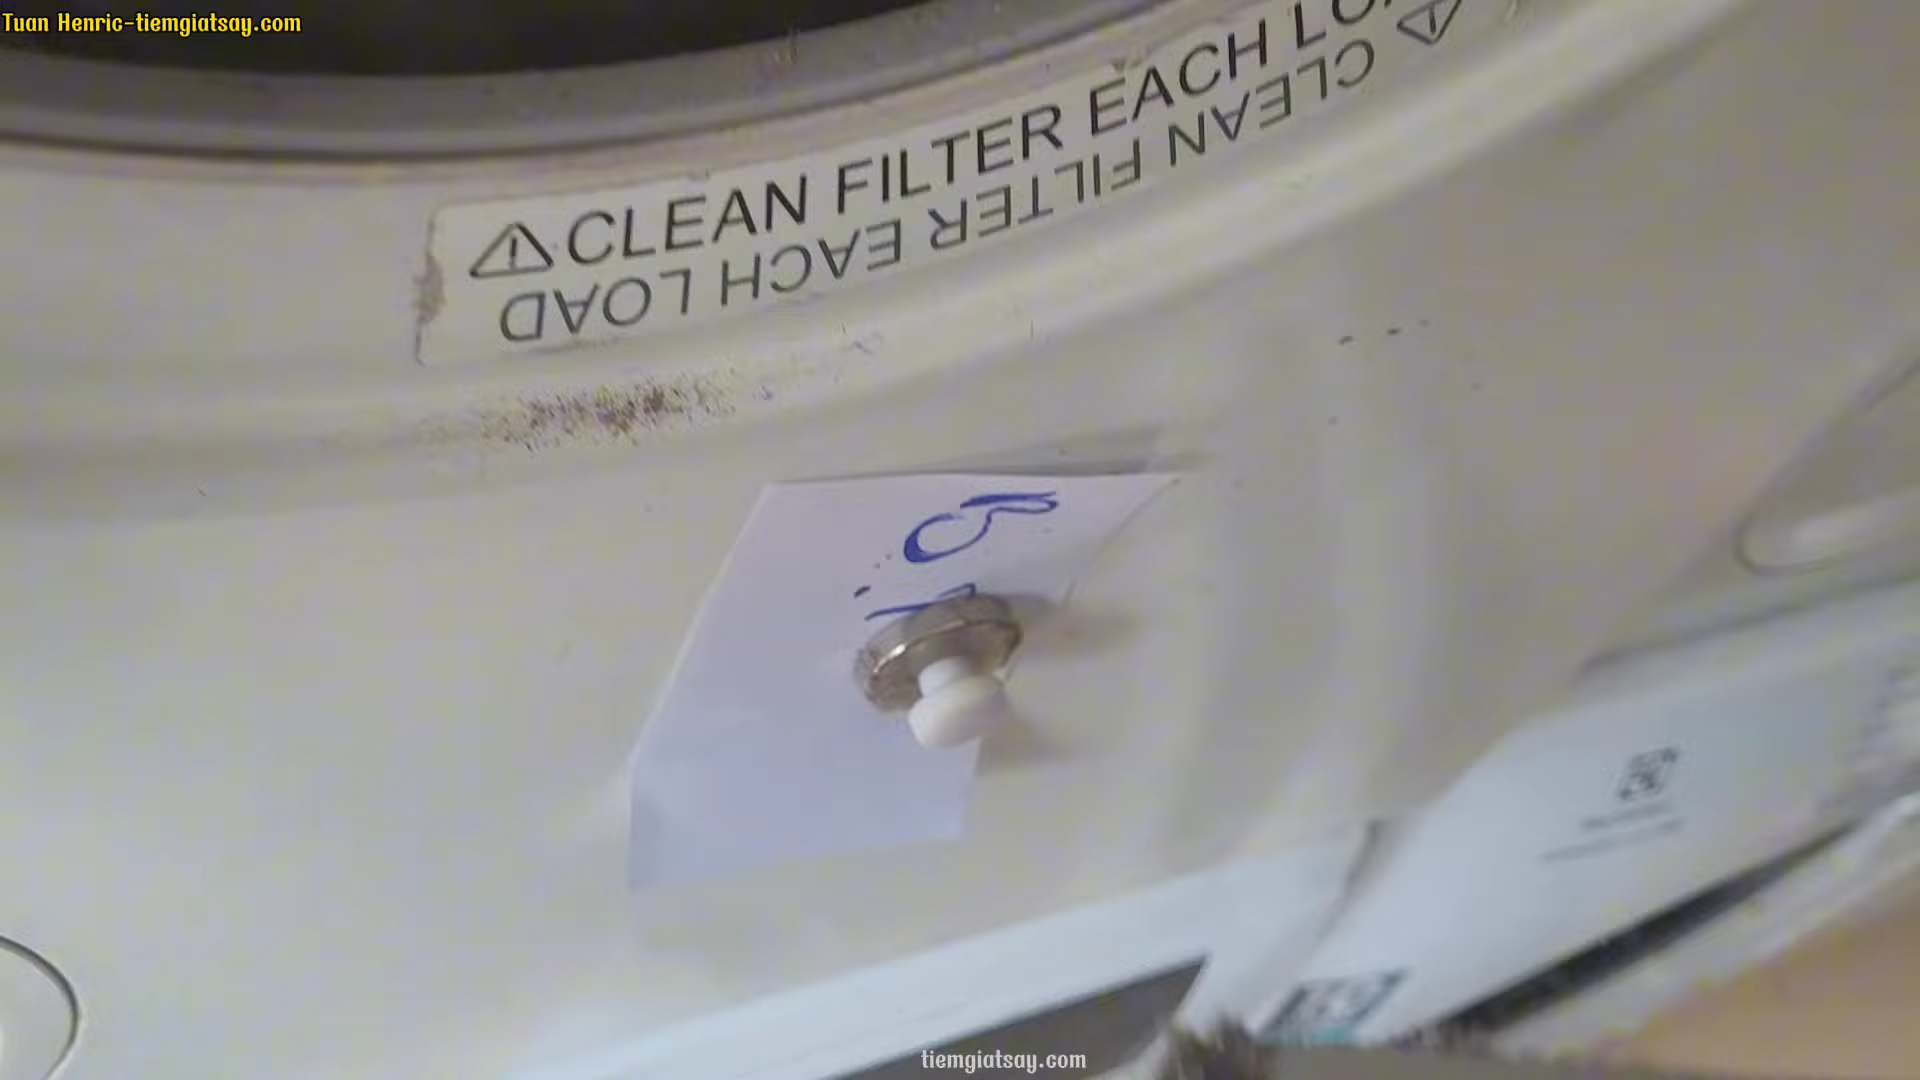 Tuan Henric-tiemgiatsay.com
⚠CLEAN FILTER EACH
CLEAN FILTER EACH LOAD
tiemgiatsay.com